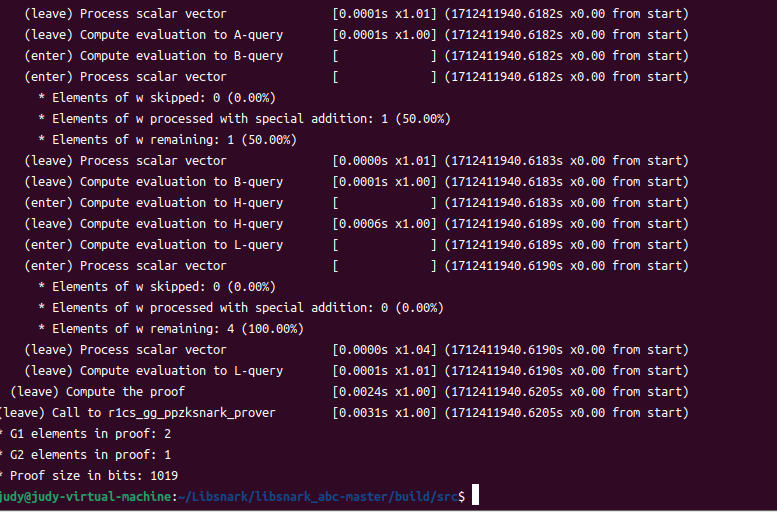 (leave) Process scalar vector [0.0001s x1.01] (1712411940.6182s x0.00 from start)
(leave) Compute evaluation to A-query [0.0001s x1.00] (1712411940.6182s x0.00 from start)
(enter) Compute evaluation to B-query [ ] (1712411940.6182s x0.00 from start)
(enter) Process scalar vector [ ] (1712411940.6182s x0.00 from start)
* Elements of w skipped: 0 (0.00%)
* Elements of w processed with special addition: 1 (50.00%)
* Elements of w remaining: 1 (50.00%)
(leave) Process scalar vector [0.0000s x1.01] (1712411940.6183s x0.00 from start)
(leave) Compute evaluation to B-query [0.0001s x1.00] (1712411940.6183s x0.00 from start)
(enter) Compute evaluation to H-query [ ] (1712411940.6183s x0.00 from start)
(leave) Compute evaluation to H-query [0.0006s x1.00] (1712411940.6189s x0.00 from start)
(enter) Compute evaluation to L-query [ ] (1712411940.6189s x0.00 from start)
(enter) Process scalar vector [ ] (1712411940.6190s x0.00 from start)
* Elements of w skipped: 0 (0.00%)
* Elements of w processed with special addition: 0 (0.00%)
* Elements of w remaining: 4 (100.00%)
(leave) Process scalar vector [0.0000s x1.04] (1712411940.6190s x0.00 from start)
(leave) Compute evaluation to L-query [0.0001s x1.01] (1712411940.6190s x0.00 from start)
(leave) Compute the proof [0.0024s x1.00] (1712411940.6205s x0.00 from start)
(leave) Call to r1cs_gg_ppzksnark_prover [0.0031s x1.00] (1712411940.6205s x0.00 from start)
* G1 elements in proof: 2
* G2 elements in proof: 1
* Proof size in bits: 1019
judy@judy-virtual-machine:~/Libsnark/libsnark_abc-master/build/src$